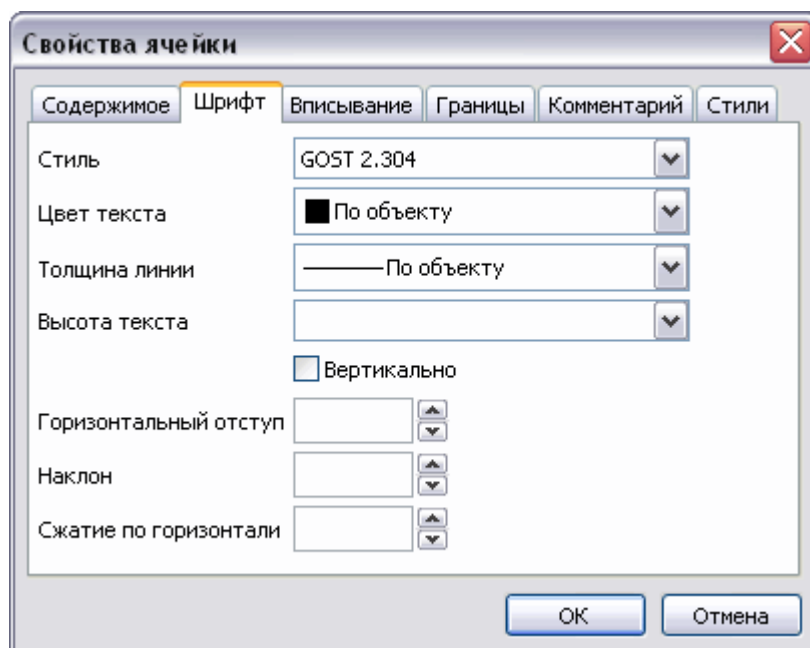 Свойства ячейки
Содержимое Шрифт Вписывание Границы Комментарий Стили
Стиль GOST 2.304
Цвет текста По объекту
Толщина линии По объекту
Высота текста
Вертикально
Горизонтальный отступ
Наклон
Сжатие по горизонтали
OK Отмена